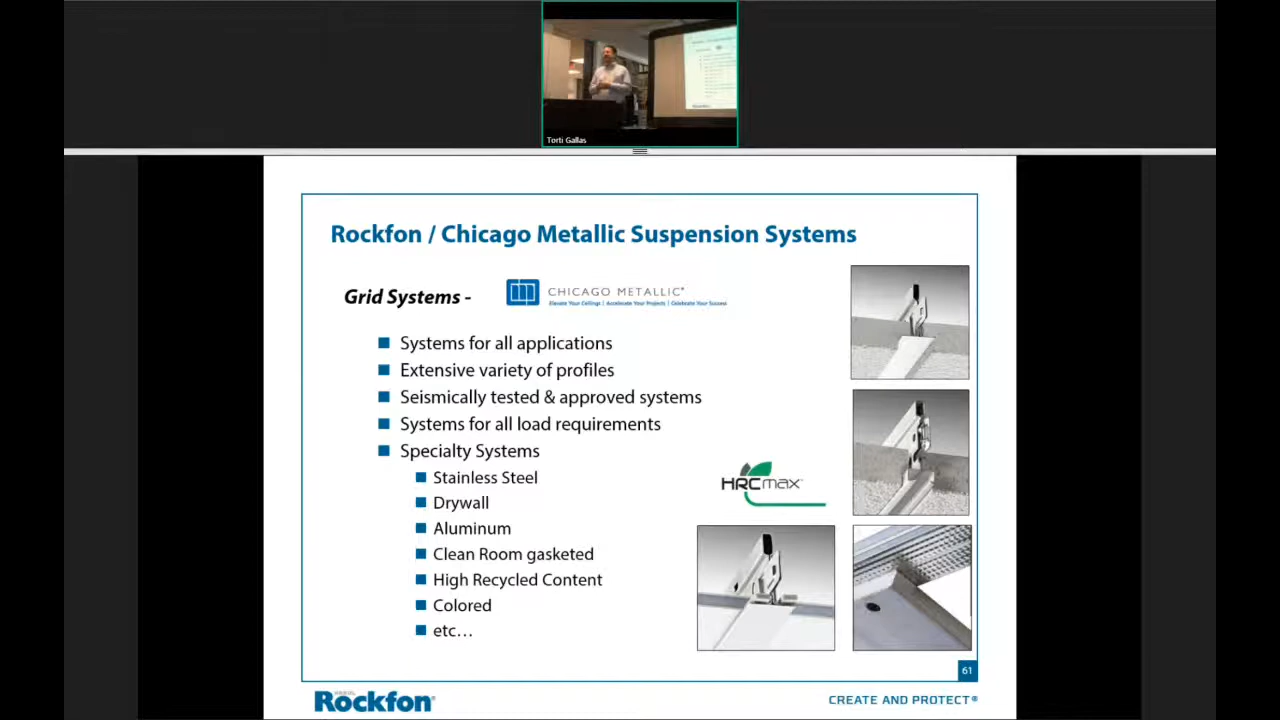 Torti Gallas
Rockfon / Chicago Metallic Suspension Systems
Grid Systems -
CHICAGO METALLIC®
Elevate Your Ceilings | Accelerate Your Projects | Celebrate Your Success
■ Systems for all applications
■ Extensive variety of profiles
■ Seismically tested & approved systems
■ Systems for all load requirements
■ Specialty Systems
■ Stainless Steel
■ Drywall
■ Aluminum
■ Clean Room gasketed
■ High Recycled Content
■ Colored
■ etc...
HRCmax™
61
Rockfon®
CREATE AND PROTECT®